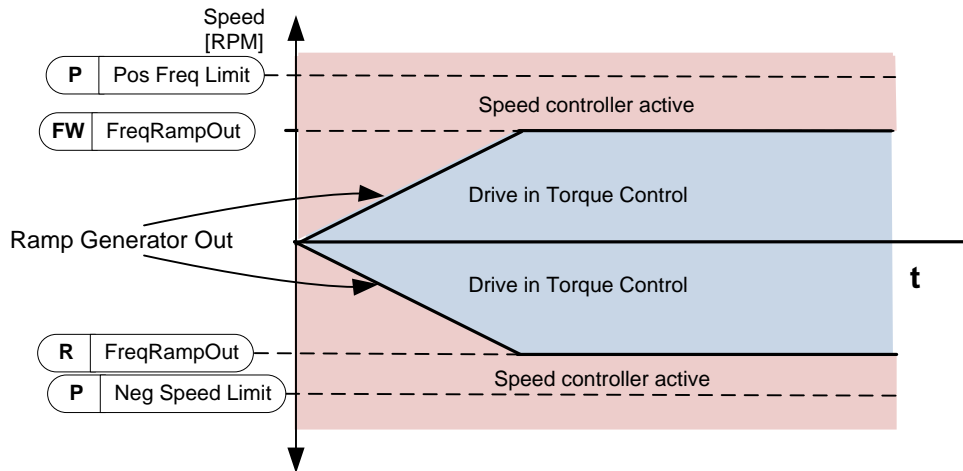 Speed
[RPM]
P Pos Freq Limit
Speed controller active
FW FreqRampOut
Drive in Torque Control
Ramp Generator Out
Drive in Torque Control
t
R FreqRampOut
Speed controller active
P Neg Speed Limit